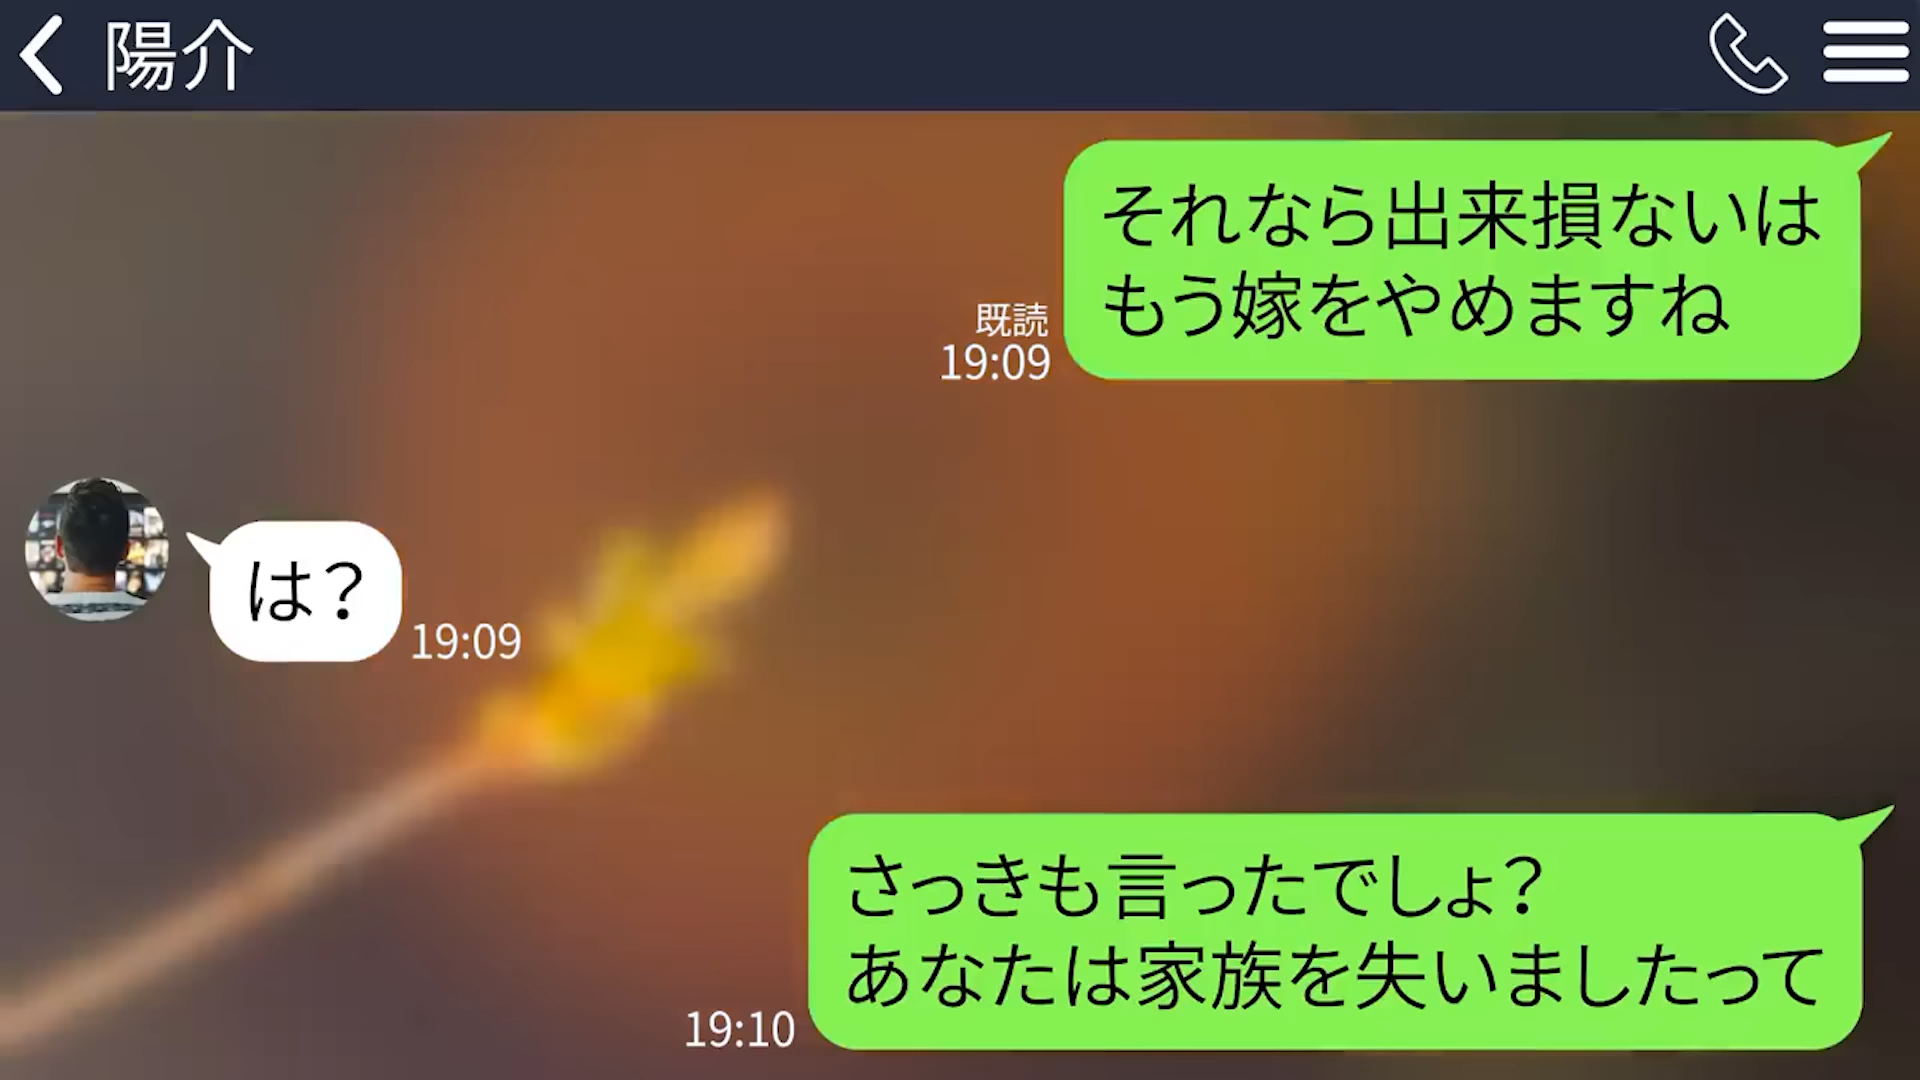 陽介
それなら出来損ないは
もう嫁をやめますね
既読
19:09
は？
19:09
さっきも言ったでしょ？
あなたは家族を失いましたって
19:10